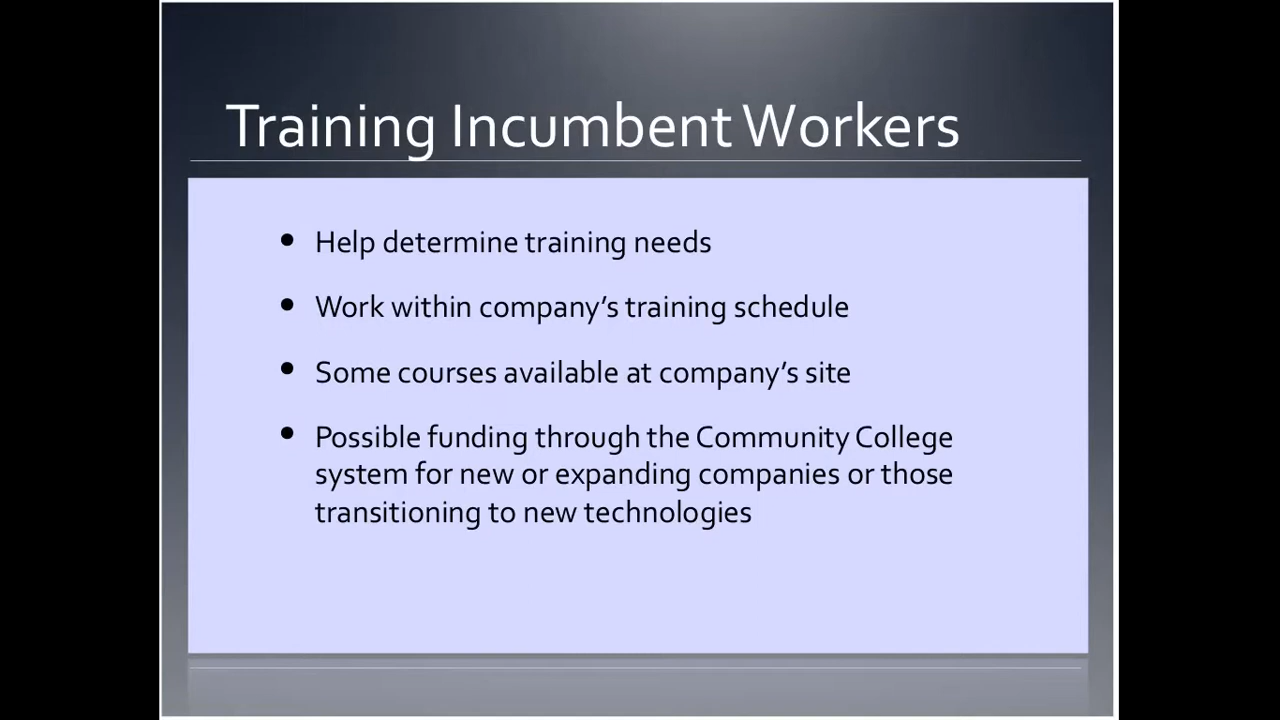 Training Incumbent Workers
• Help determine training needs
• Work within company’s training schedule
• Some courses available at company’s site
• Possible funding through the Community College
system for new or expanding companies or those
transitioning to new technologies